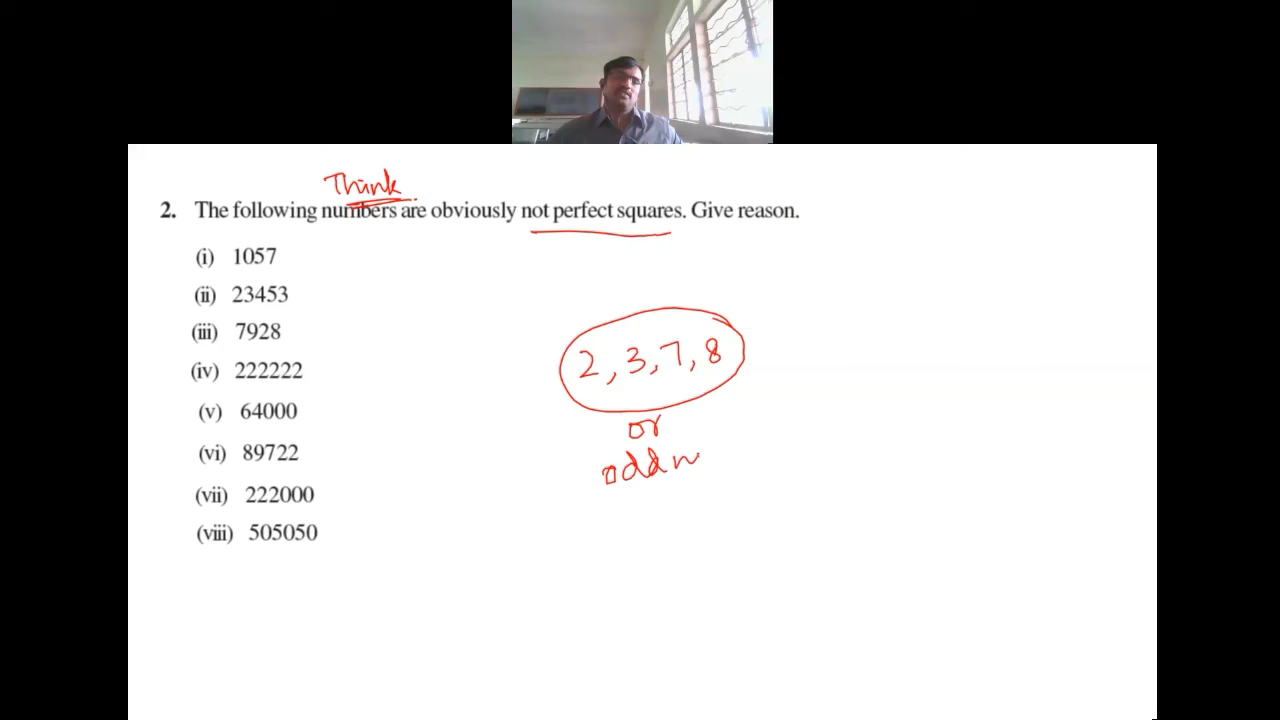 Think
2. The following numbers are obviously not perfect squares. Give reason.
(i) 1057
(ii) 23453
(iii) 7928
(iv) 222222
(v) 64000
(vi) 89722
(vii) 222000
(viii) 505050
2, 3, 7, 8
or
odd n